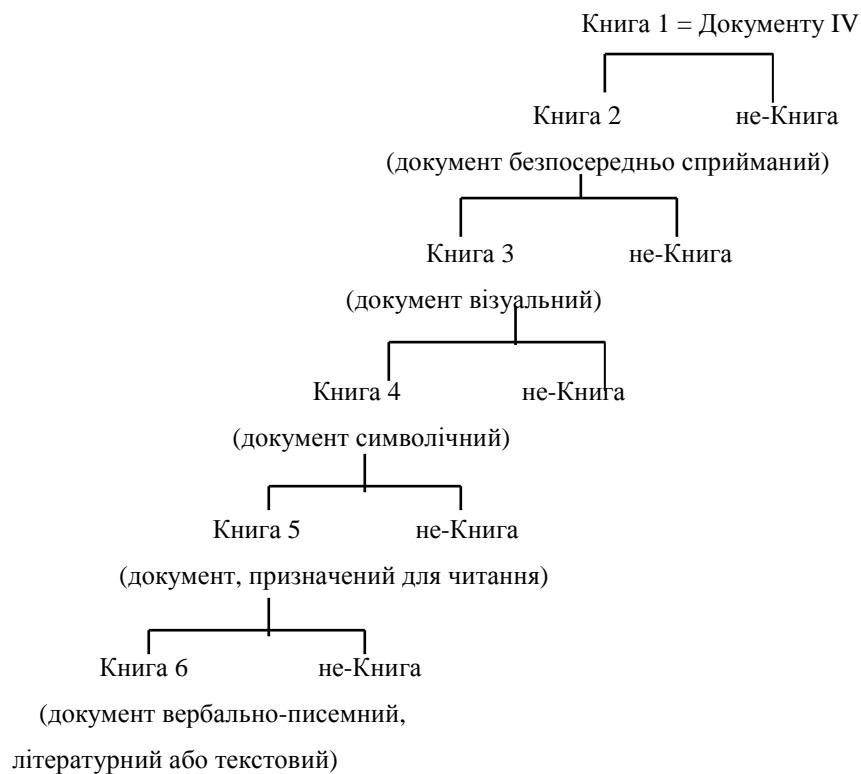 Книга 1 = Документу IV
Книга 2 не-Книга
(документ безпосередньо сприйманий)
Книга 3 не-Книга
(документ візуальний)
Книга 4 не-Книга
(документ символічний)
Книга 5 не-Книга
(документ, призначений для читання)
Книга 6 не-Книга
(документ вербально-писемний,
літературний або текстовий)